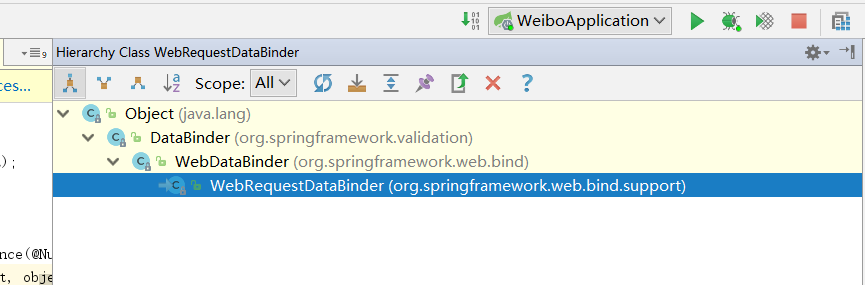 WeiboApplication
Hierarchy Class WebRequestDataBinder
ces...
Scope: All
Object (java.lang)
DataBinder (org.springframework.validation)
);
WebDataBinder (org.springframework.web.bind)
WebRequestDataBinder (org.springframework.web.bind.support)
nce(@Nu
t, obje